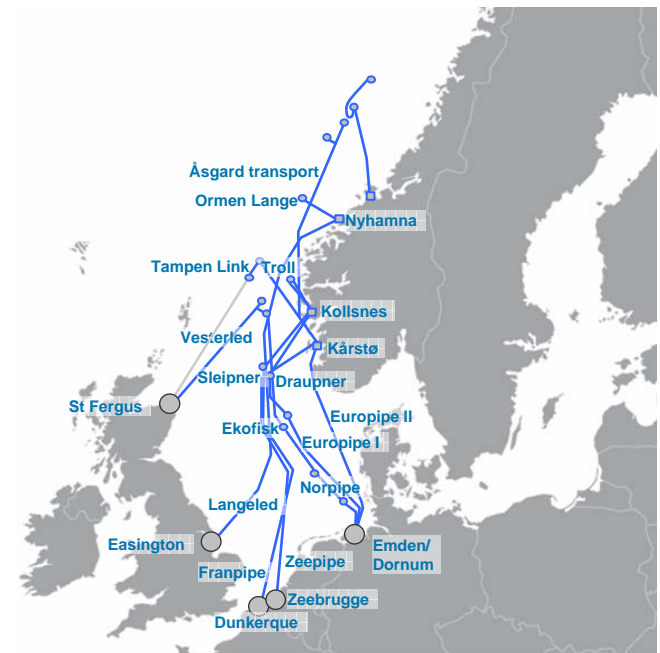 Åsgard transport
Ormen Lange
Nyhamna
Tampen Link
Troll
Kollsnes
Vesterled
Kårstø
Sleipner
Draupner
St Fergus
Europipe II
Ekofisk
Europipe I
Norpipe
Langeled
Easington
Emden/
Dornum
Franpipe
Zeepipe
Zeebrugge
Dunkerque